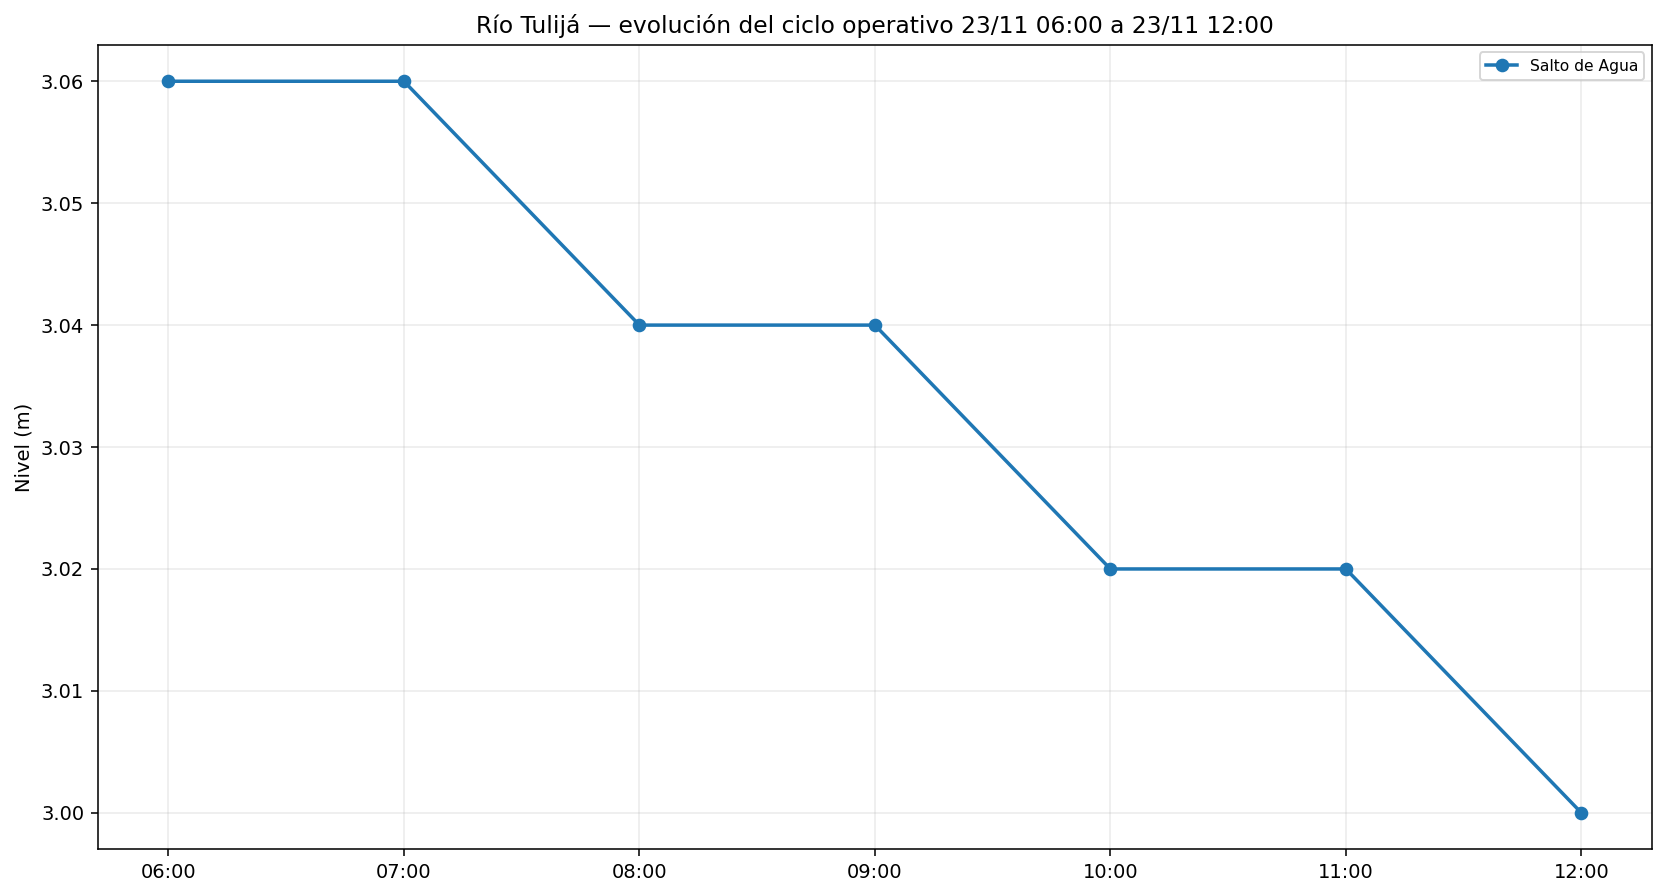 Río Tulijá — evolución del ciclo operativo 23/11 06:00 a 23/11 12:00
Salto de Agua
Nivel (m)
3.06
3.05
3.04
3.03
3.02
3.01
3.00
06:00 07:00 08:00 09:00 10:00 11:00 12:00